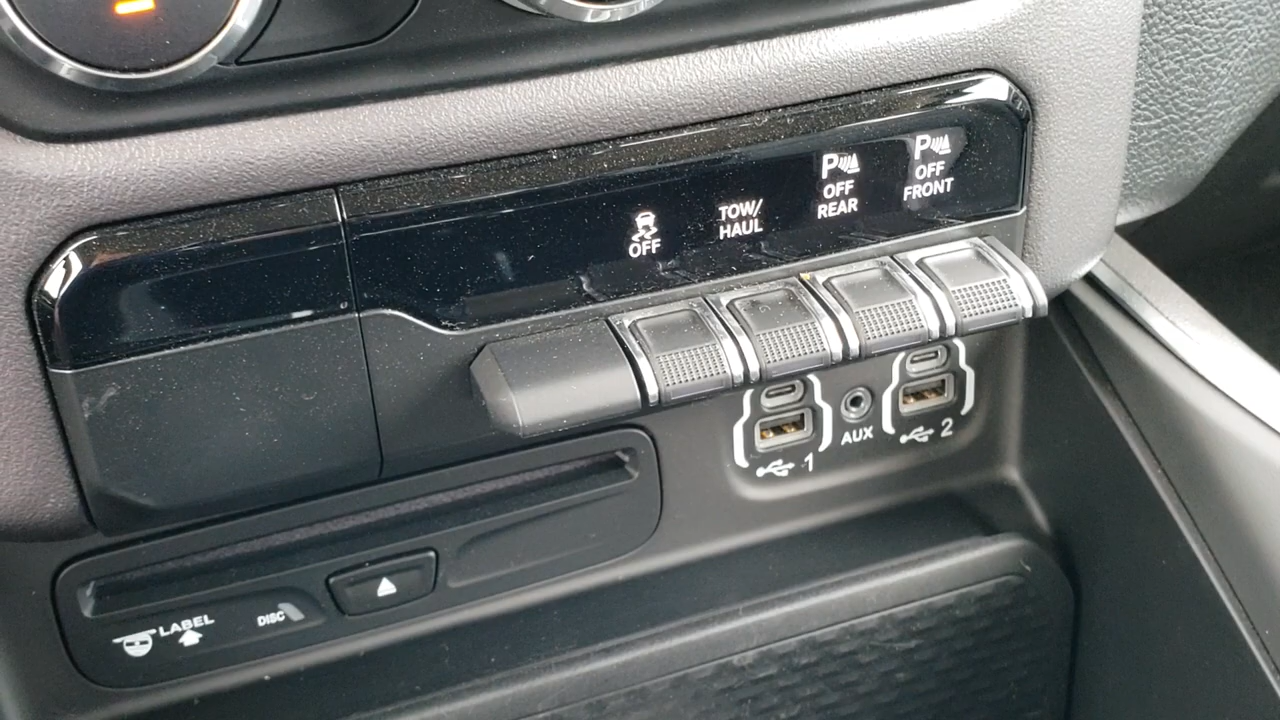 OFF
TOW/
HAUL
P
OFF
REAR
P
OFF
FRONT
1
AUX
2
LABEL
DISC